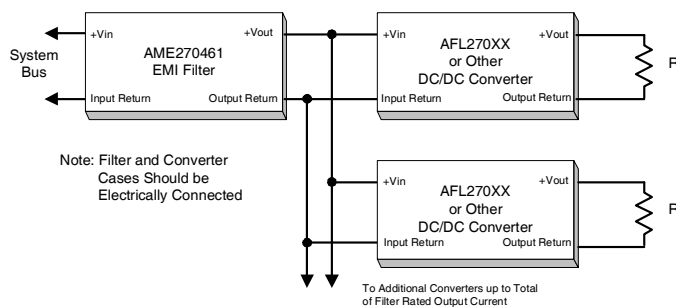 System
Bus
+Vin
AME270461
EMI Filter
+Vout
Input Return
Output Return
+Vin
AFL270XX
or Other
DC/DC Converter
+Vout
Input Return
Output Return
R
Note: Filter and Converter
Cases Should be
Electrically Connected
+Vin
AFL270XX
or Other
DC/DC Converter
+Vout
Input Return
Output Return
R
To Additional Converters up to Total
of Filter Rated Output Current